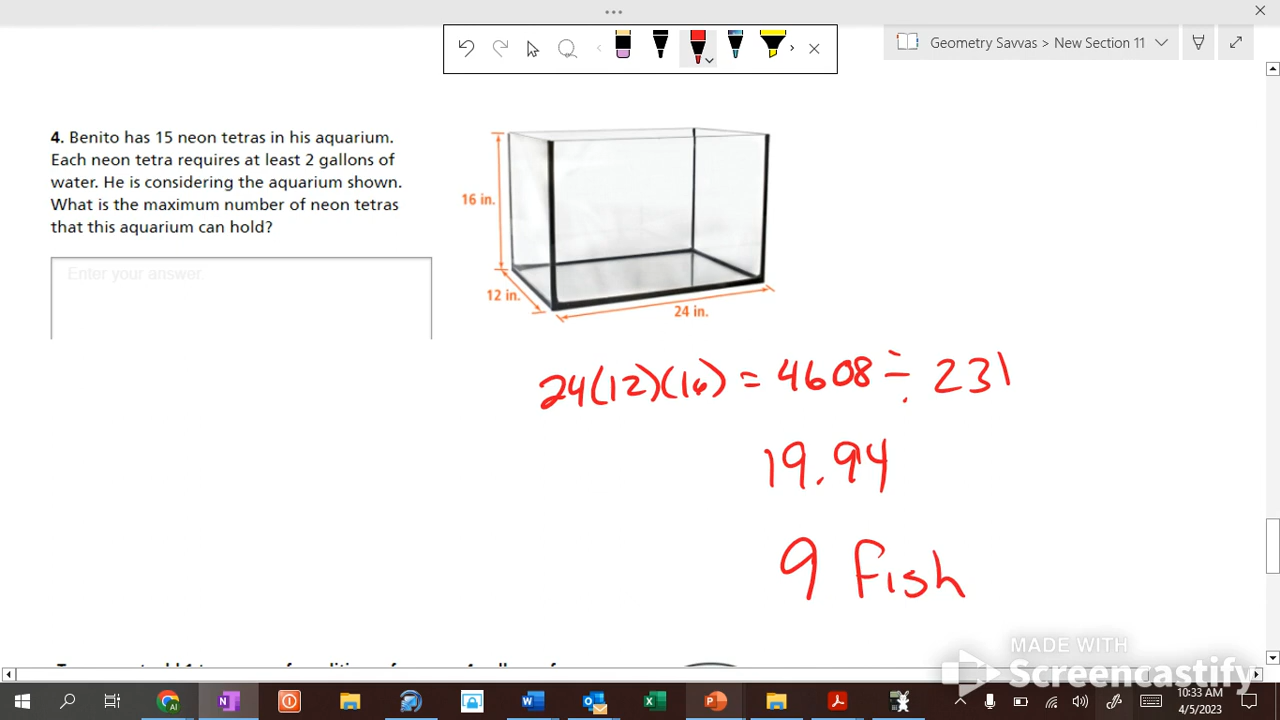 Geometry Savvas > New Section 11
4. Benito has 15 neon tetras in his aquarium.
Each neon tetra requires at least 2 gallons of
water. He is considering the aquarium shown.
What is the maximum number of neon tetras
that this aquarium can hold?
Enter your answer.
16 in.
12 in.
24 in.
24(12)(16) = 4608 ÷ 231
19.94
9 Fish
MADE WITH
Screencastify
10:33 AM
4/5/2023